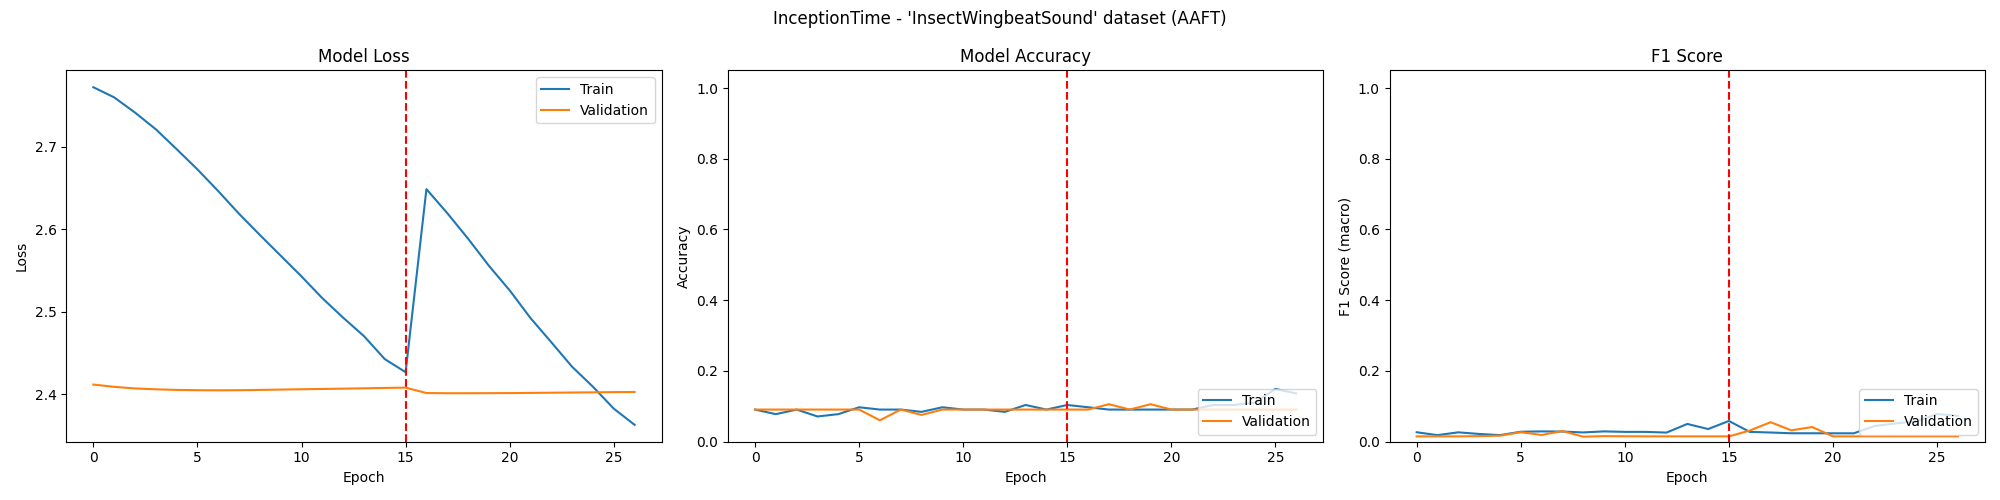 InceptionTime - 'InsectWingbeatSound' dataset (AAFT)
Model Loss
Loss
2.7
2.6
2.5
2.4
0 5 10 15 20 25
Epoch
Train
Validation
Model Accuracy
Accuracy
1.0
0.8
0.6
0.4
0.2
0.0
0 5 10 15 20 25
Epoch
Train
Validation
F1 Score
F1 Score (macro)
1.0
0.8
0.6
0.4
0.2
0.0
0 5 10 15 20 25
Epoch
Train
Validation